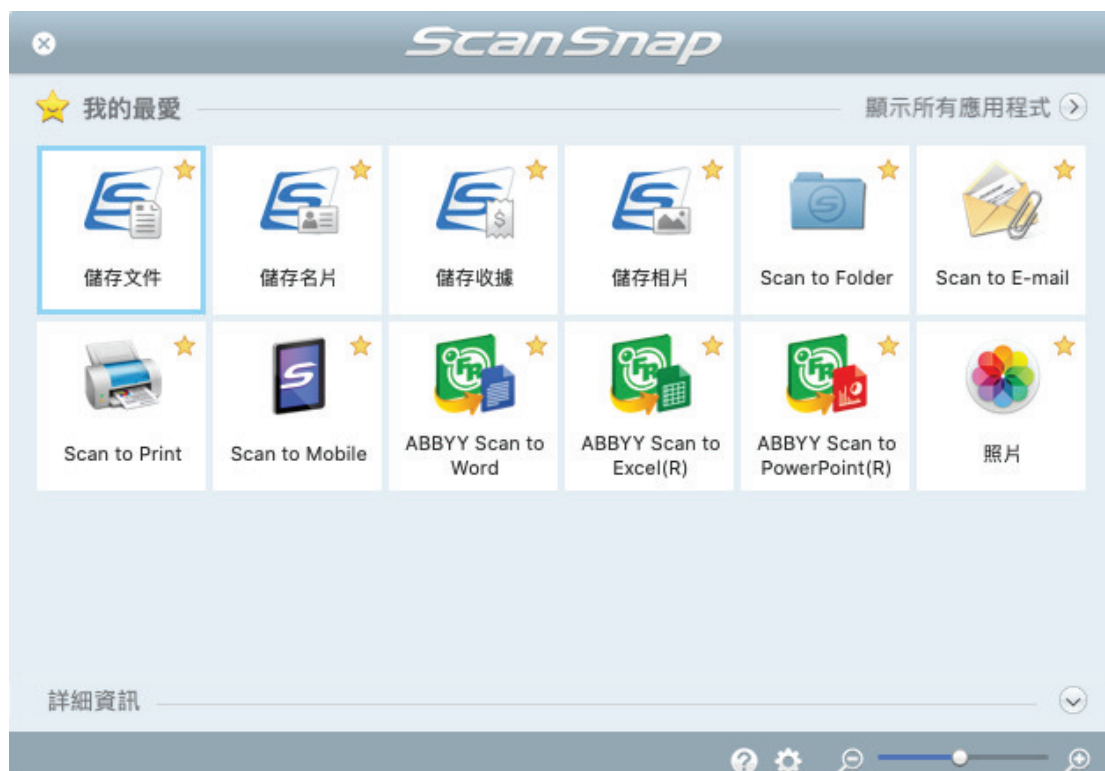 ScanSnap
我的最愛
顯示所有應用程式
儲存文件
儲存名片
儲存收據
儲存相片
Scan to Folder
Scan to E-mail
Scan to Print
Scan to Mobile
ABBYY Scan to
Word
ABBYY Scan to
Excel(R)
ABBYY Scan to
PowerPoint(R)
照片
詳細資訊